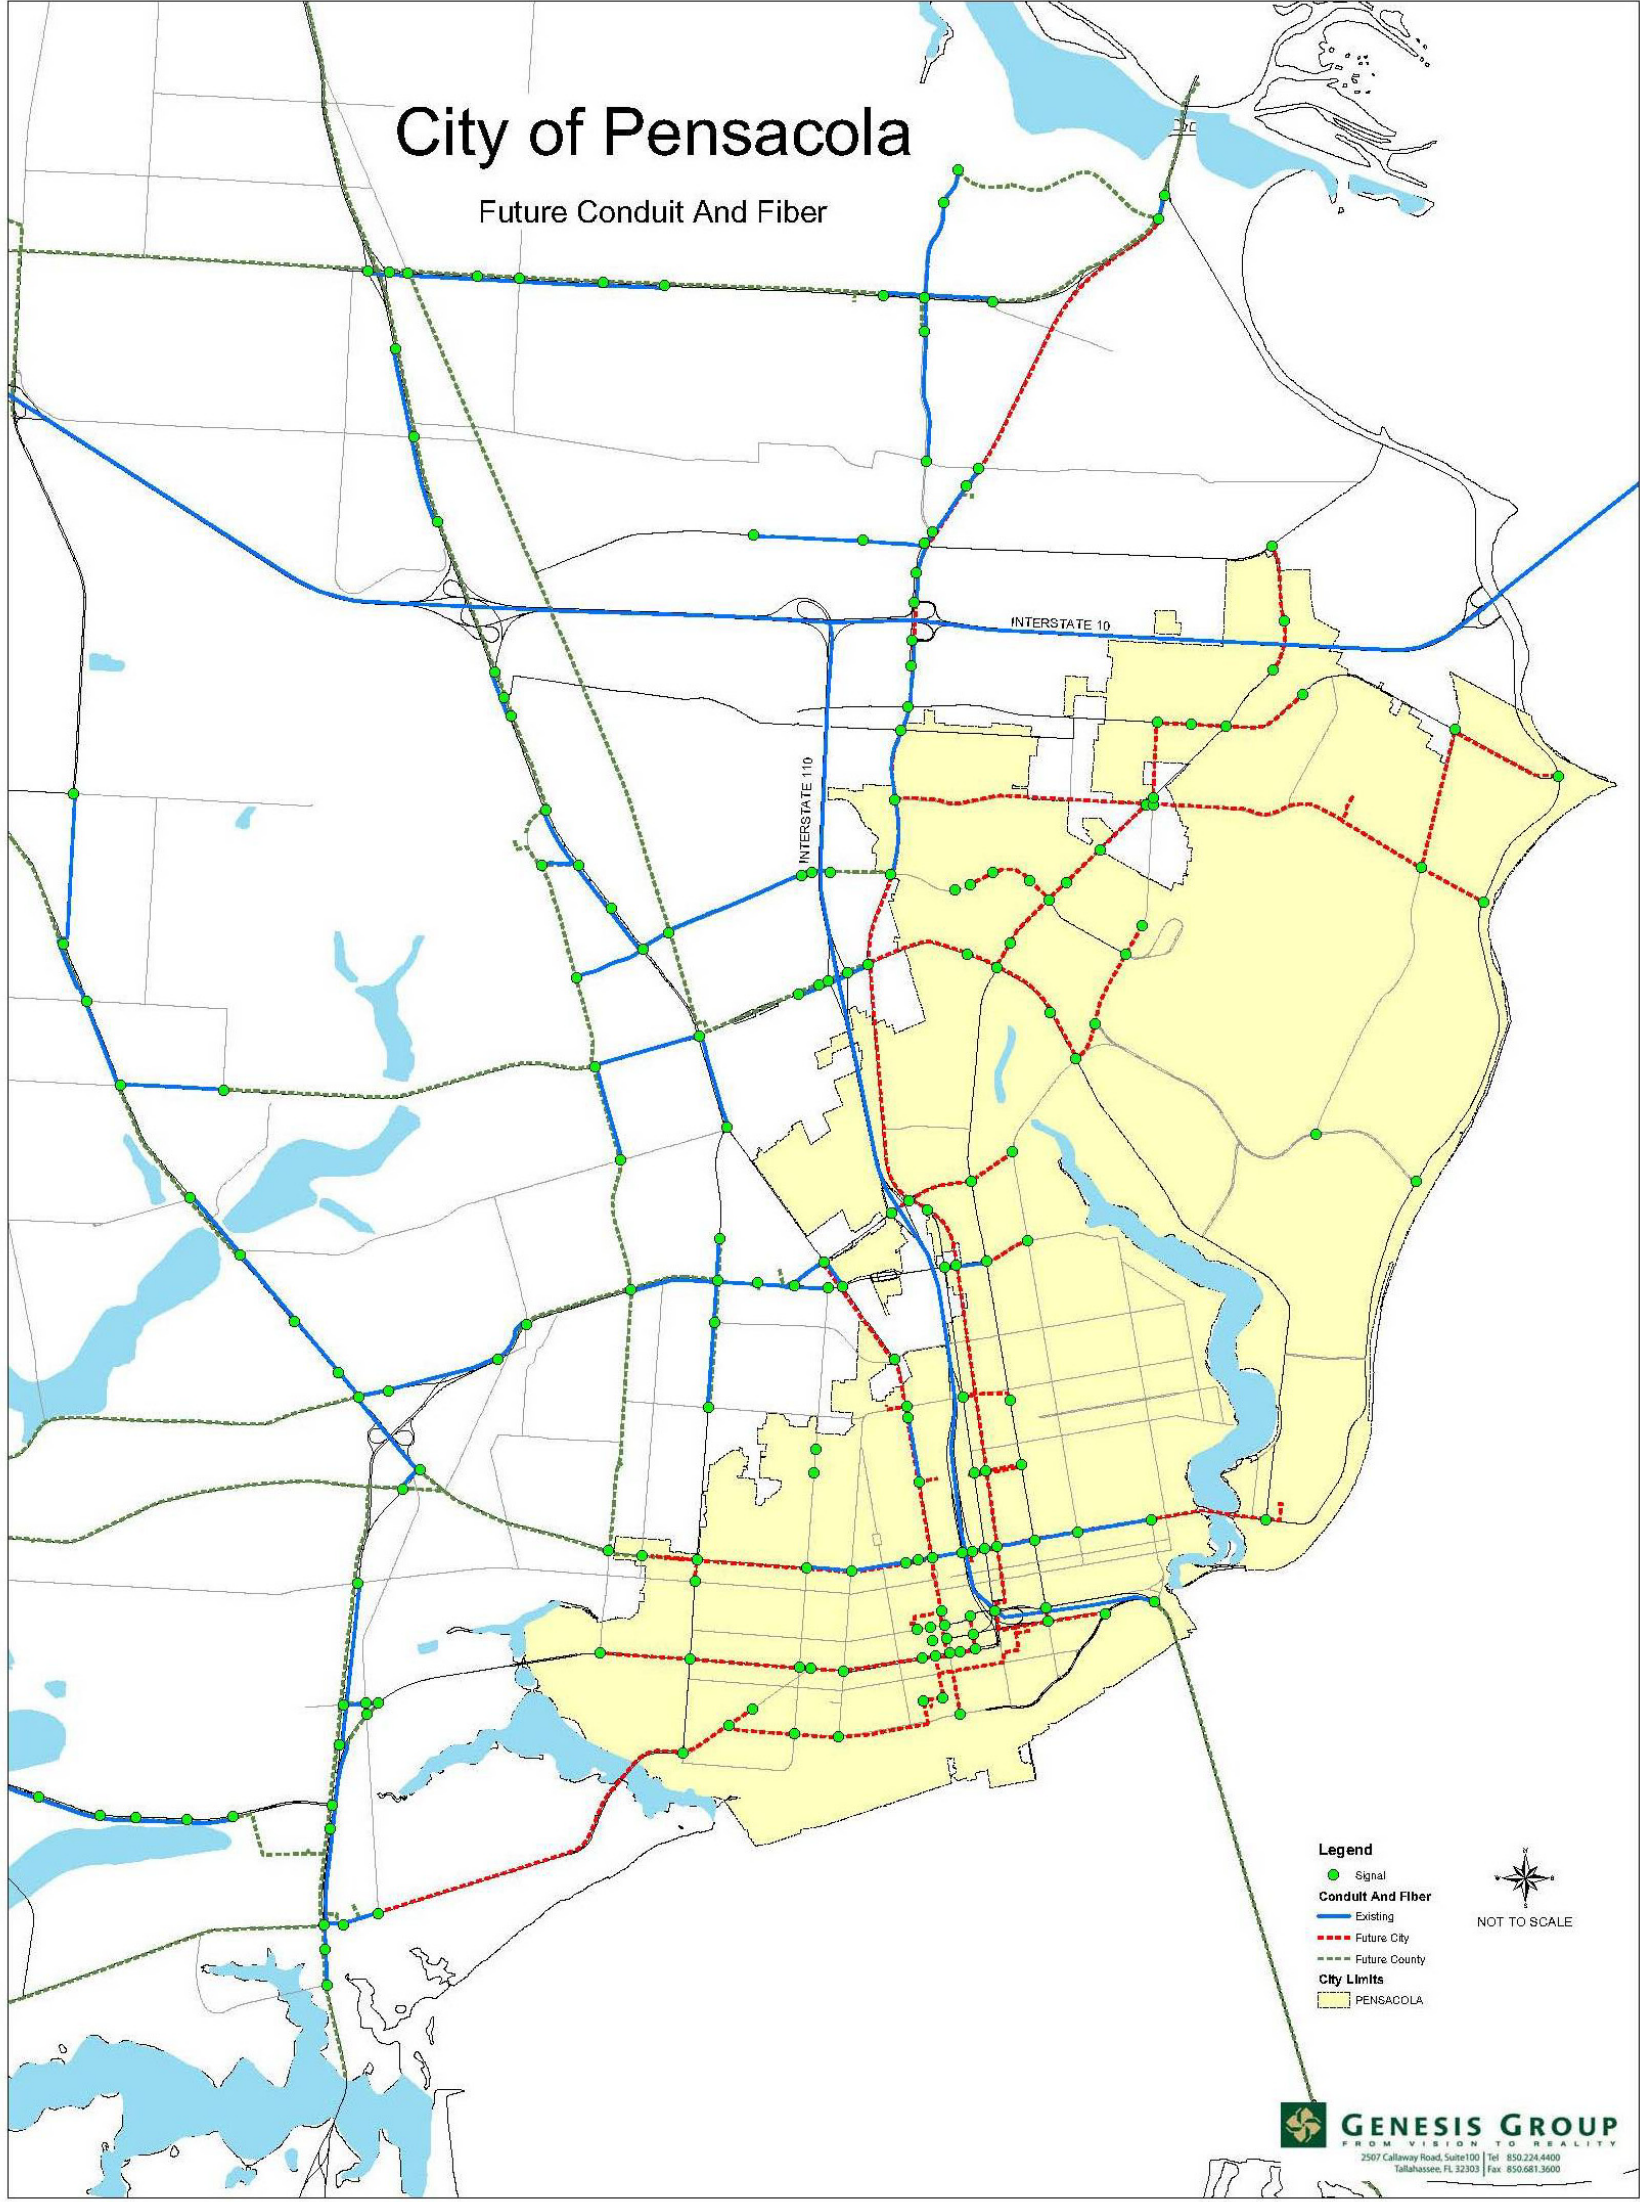 City of Pensacola
Future Conduit And Fiber
INTERSTATE 10
INTERSTATE 110
Legend
Signal
Conduit And Fiber
Existing
Future City
Future County
City Limits
PENSACOLA
N
NOT TO SCALE
GENESIS GROUP
FROM VISION TO REALITY
2507 Callaway Road, Suite100 | Tel 850.224.4400
Tallahassee, FL 32303 | Fax 850.681.3600